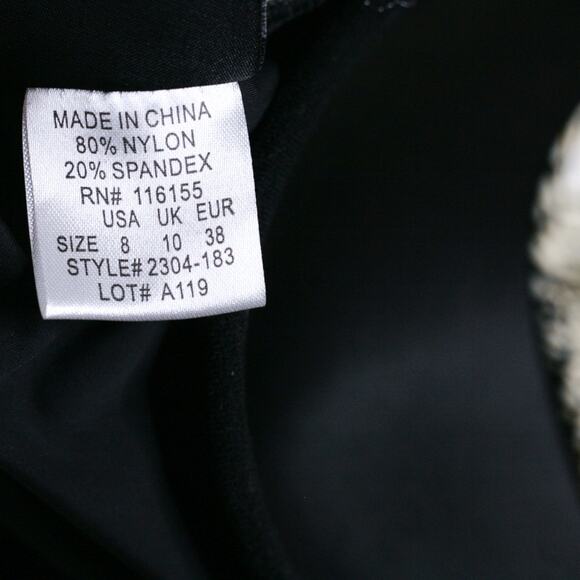 MADE IN CHINA
80% NYLON
20% SPANDEX
RN# 116155
USA UK EUR
SIZE 8 10 38
STYLE# 2304-183
LOT# A119